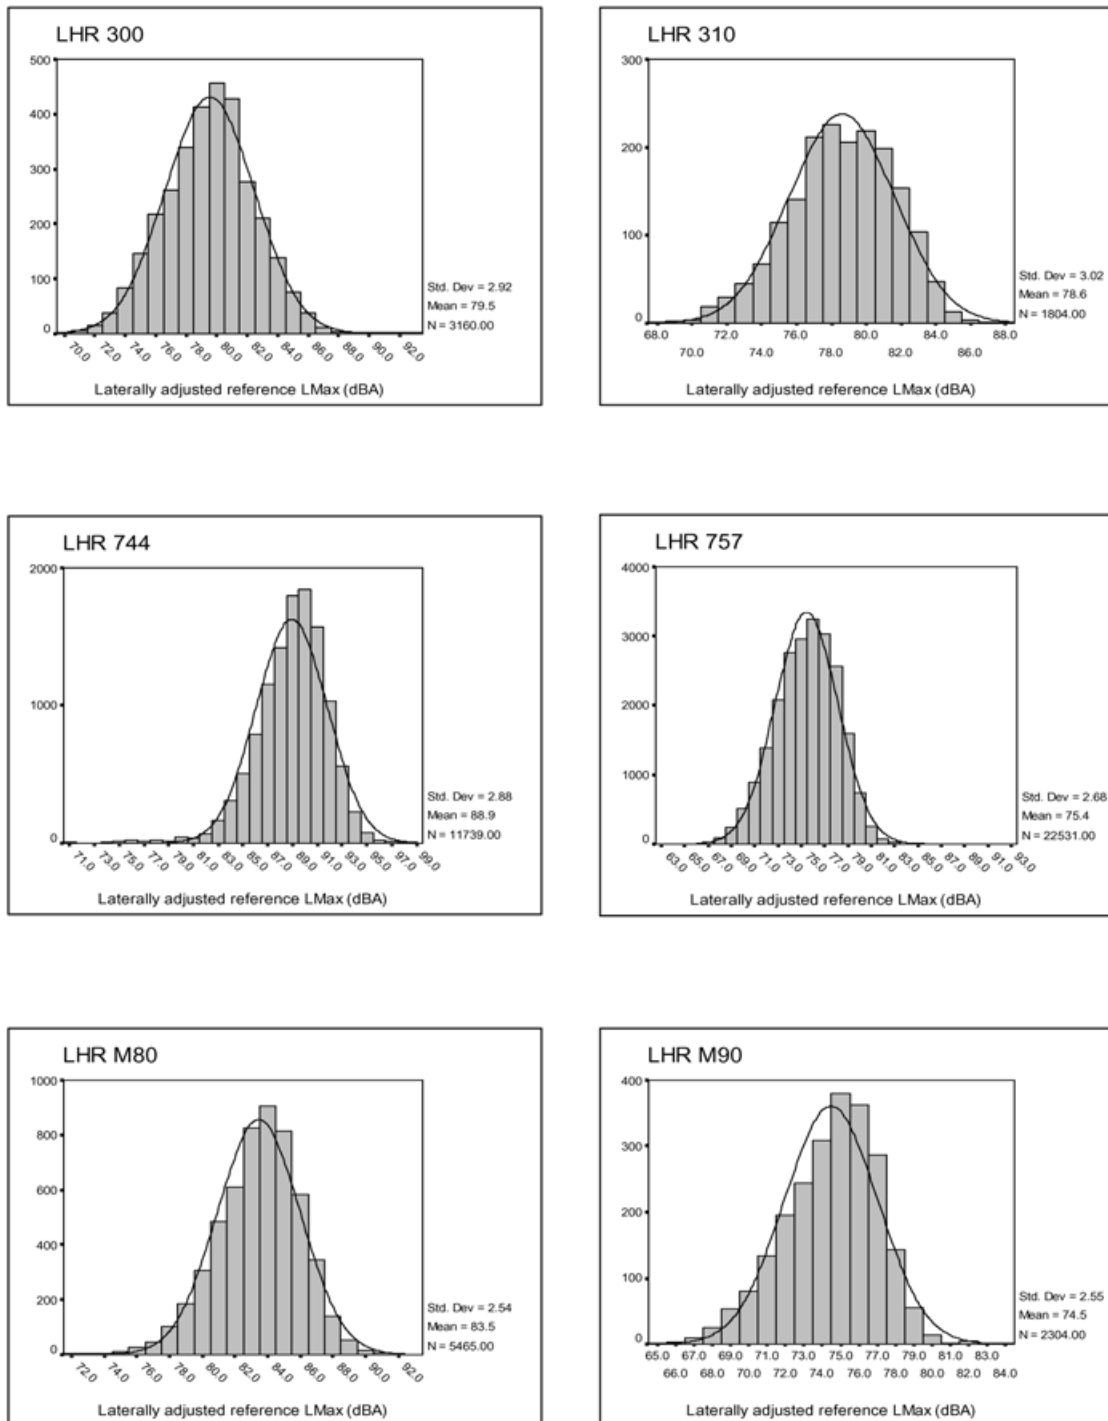 LHR 300
500
400
300
200
100
0
Std. Dev = 2.92
Mean = 79.5
N = 3160.00
70.0 72.0 74.0 76.0 78.0 80.0 82.0 84.0 86.0 88.0 90.0 92.0
Laterally adjusted reference LMax (dBA)
LHR 310
300
200
100
0
Std. Dev = 3.02
Mean = 78.6
N = 1804.00
68.0 72.0 76.0 80.0 84.0 88.0
70.0 74.0 78.0 82.0 86.0
Laterally adjusted reference LMax (dBA)
LHR 744
2000
1000
0
Std. Dev = 2.88
Mean = 88.9
N = 11739.00
71.0 73.0 75.0 77.0 79.0 81.0 83.0 85.0 87.0 89.0 91.0 93.0 95.0 97.0 99.0
Laterally adjusted reference LMax (dBA)
LHR 757
4000
3000
2000
1000
0
Std. Dev = 2.68
Mean = 75.4
N = 22531.00
63.0 65.0 67.0 69.0 71.0 73.0 75.0 77.0 79.0 81.0 83.0 85.0 87.0 89.0 91.0 93.0
Laterally adjusted reference LMax (dBA)
LHR M80
1000
800
600
400
200
0
Std. Dev = 2.54
Mean = 83.5
N = 5465.00
72.0 74.0 76.0 78.0 80.0 82.0 84.0 86.0 88.0 90.0 92.0
Laterally adjusted reference LMax (dBA)
LHR M90
400
300
200
100
0
Std. Dev = 2.55
Mean = 74.5
N = 2304.00
65.0 67.0 69.0 71.0 73.0 75.0 77.0 79.0 81.0 83.0
66.0 68.0 70.0 72.0 74.0 76.0 78.0 80.0 82.0 84.0
Laterally adjusted reference LMax (dBA)